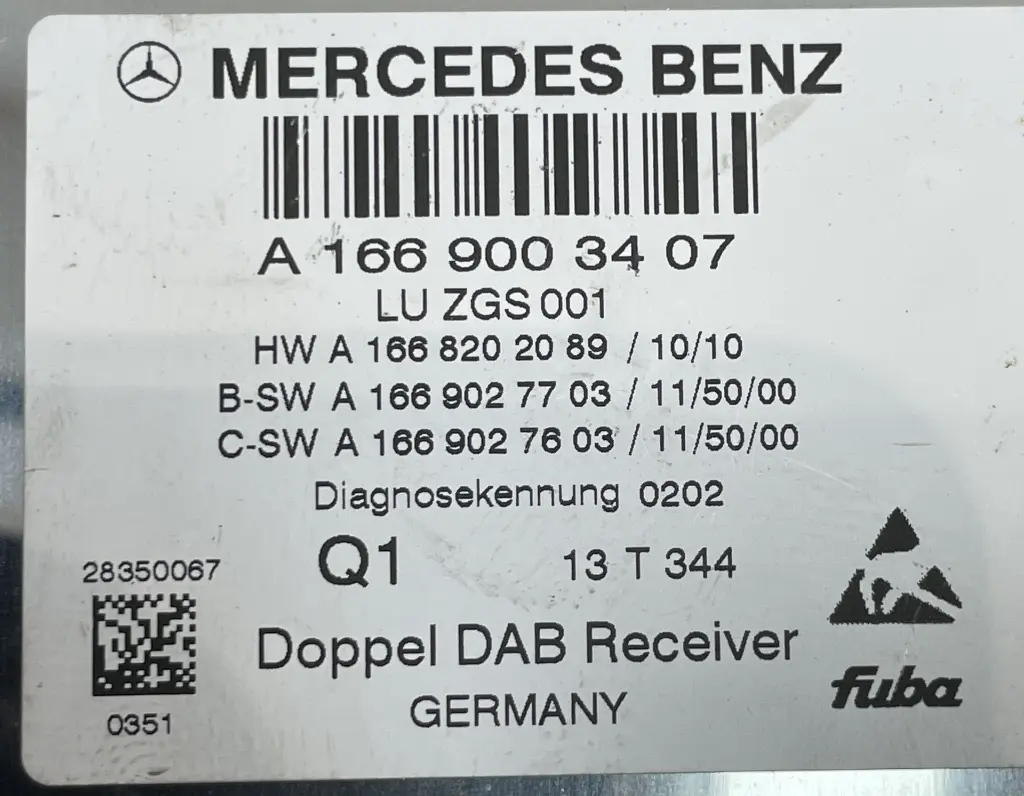 MERCEDES BENZ
A 166 900 34 07
LU ZGS 001
HW A 166 820 20 89 / 10/10
B-SW A 166 902 77 03 / 11/50/00
C-SW A 166 902 76 03 / 11/50/00
Diagnosekennung 0202
28350067 Q1 13 T 344
Doppel DAB Receiver
0351 GERMANY
fuba